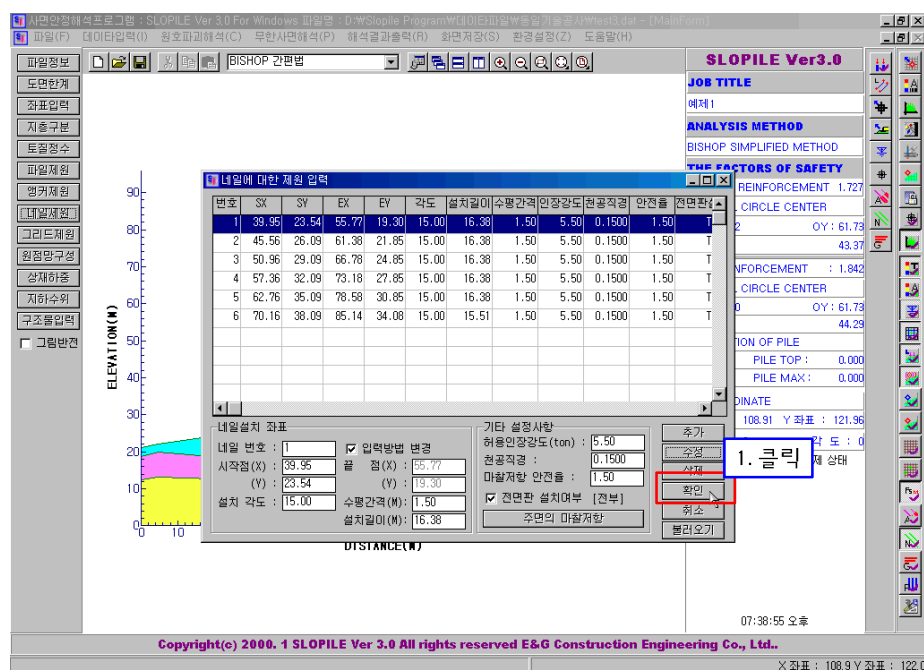 사면안정해석프로그램 : SLOPILE Ver 3.0 For Windows 파일명 : D:₩Slopile Program₩데이타파일₩동일기술공사₩test3.dat - [MainForm]
파일(F) 데이타입력(I) 원호파괴해석(C) 무한사면해석(P) 해석결과출력(R) 화면저장(S) 환경설정(Z) 도움말(H)
파일정보
도면한계
좌표입력
지층구분
토질정수
파일제원
앵커제원
네일제원
그리드제원
원점망구성
상재하중
지하수위
구조물입력
그림반전
BISHOP 간편법
ELEVATION(M)
90
80
70
60
50
40
30
20
10
0
0 10
DISTANCE(M)
네일에 대한 제원 입력
번호 SX SY EX EY 각도 설치길이 수평간격 인장강도 천공직경 안전율 전면판
1 39.95 23.54 55.77 19.30 15.00 16.38 1.50 5.50 0.1500 1.50 T
2 45.56 26.09 61.38 21.85 15.00 16.38 1.50 5.50 0.1500 1.50 T
3 50.96 29.09 66.78 24.85 15.00 16.38 1.50 5.50 0.1500 1.50 T
4 57.36 32.09 73.18 27.85 15.00 16.38 1.50 5.50 0.1500 1.50 T
5 62.76 35.09 78.58 30.85 15.00 16.38 1.50 5.50 0.1500 1.50 T
6 70.16 38.09 85.14 34.08 15.00 15.51 1.50 5.50 0.1500 1.50 T
네일설치 좌표
네일 번호 : 1 입력방법 변경
시작점(X) : 39.95 끝 점(X) : 55.77
(Y) : 23.54 (Y) : 19.30
설치 각도 : 15.00 수평간격(M): 1.50
설치길이(M): 16.38
기타 설정사항
허용인장강도(ton) : 5.50
천공직경 : 0.1500
마찰저항 안전율 : 1.50
전면판 설치여부 [전부]
주면의 마찰저항
추가
수정
삭제
확인
취소
불러오기
1. 클릭
SLOPILE Ver3.0
JOB TITLE
예제1
ANALYSIS METHOD
BISHOP SIMPLIFIED METHOD
THE FACTORS OF SAFETY
REINFORCEMENT 1.727
CIRCLE CENTER
OY : 61.73
43.37
NFORCEMENT : 1.842
CIRCLE CENTER
OY : 61.73
44.29
ION OF PILE
PILE TOP : 0.000
PILE MAX : 0.000
DINATE
108.91 Y 좌표 : 121.96
각 도 : 0
제 상태
07:38:55 오후
Copyright(c) 2000. 1 SLOPILE Ver 3.0 All rights reserved E&G Construction Engineering Co., Ltd..
X 좌표 : 108.9 Y 좌표 : 122.0